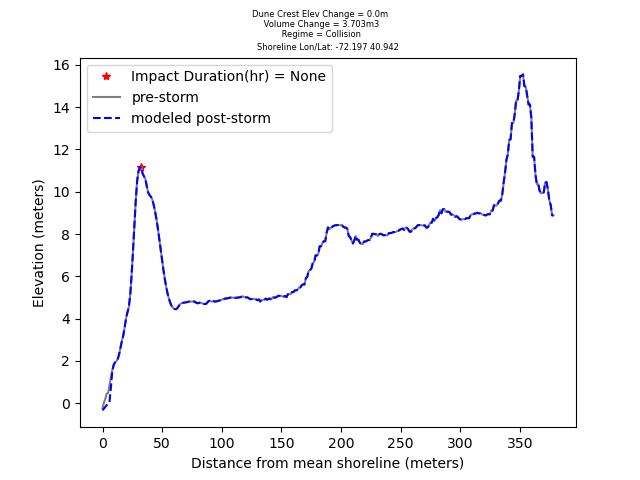 Dune Crest Elev Change = 0.0m
Volume Change = 3.703m3
Regime = Collision
Shoreline Lon/Lat: -72.197 40.942
Impact Duration(hr) = None
pre-storm
modeled post-storm
16
14
12
10
8
6
4
2
0
Elevation (meters)
0 50 100 150 200 250 300 350
Distance from mean shoreline (meters)